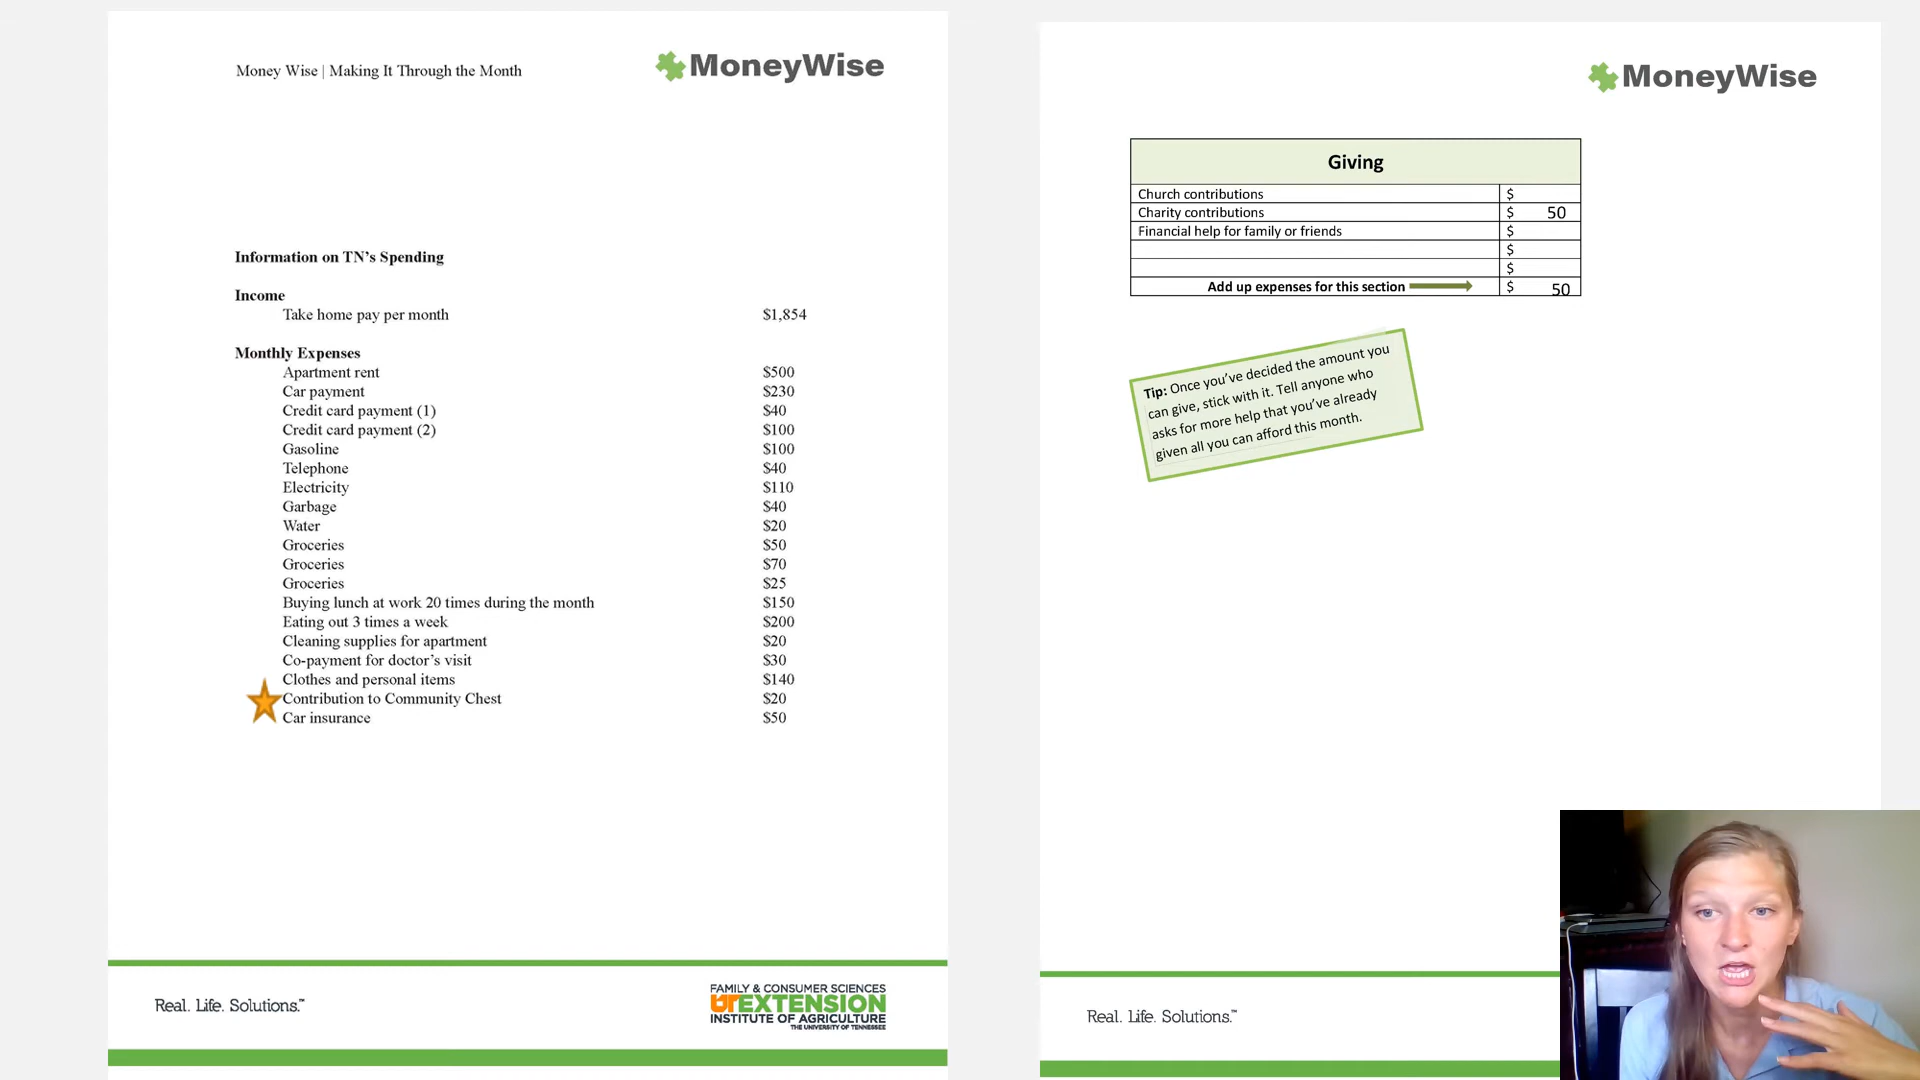 Money Wise | Making It Through the Month
MoneyWise
Information on TN's Spending
Income
Take home pay per month $1,854
Monthly Expenses
Apartment rent $500
Car payment $230
Credit card payment (1) $40
Credit card payment (2) $100
Gasoline $100
Telephone $40
Electricity $110
Garbage $40
Water $20
Groceries $50
Groceries $70
Groceries $25
Buying lunch at work 20 times during the month $150
Eating out 3 times a week $200
Cleaning supplies for apartment $20
Co-payment for doctor's visit $30
Clothes and personal items $140
Contribution to Community Chest $20
Car insurance $50
Real. Life. Solutions.™
FAMILY & CONSUMER SCIENCES
UT EXTENSION
INSTITUTE OF AGRICULTURE
THE UNIVERSITY OF TENNESSEE
MoneyWise
Giving
Church contributions $
Charity contributions $ 50
Financial help for family or friends $
$
$
Add up expenses for this section $ 50
Tip: Once you've decided the amount you
can give, stick with it. Tell anyone who
asks for more help that you've already
given all you can afford this month.
Real. Life. Solutions.™